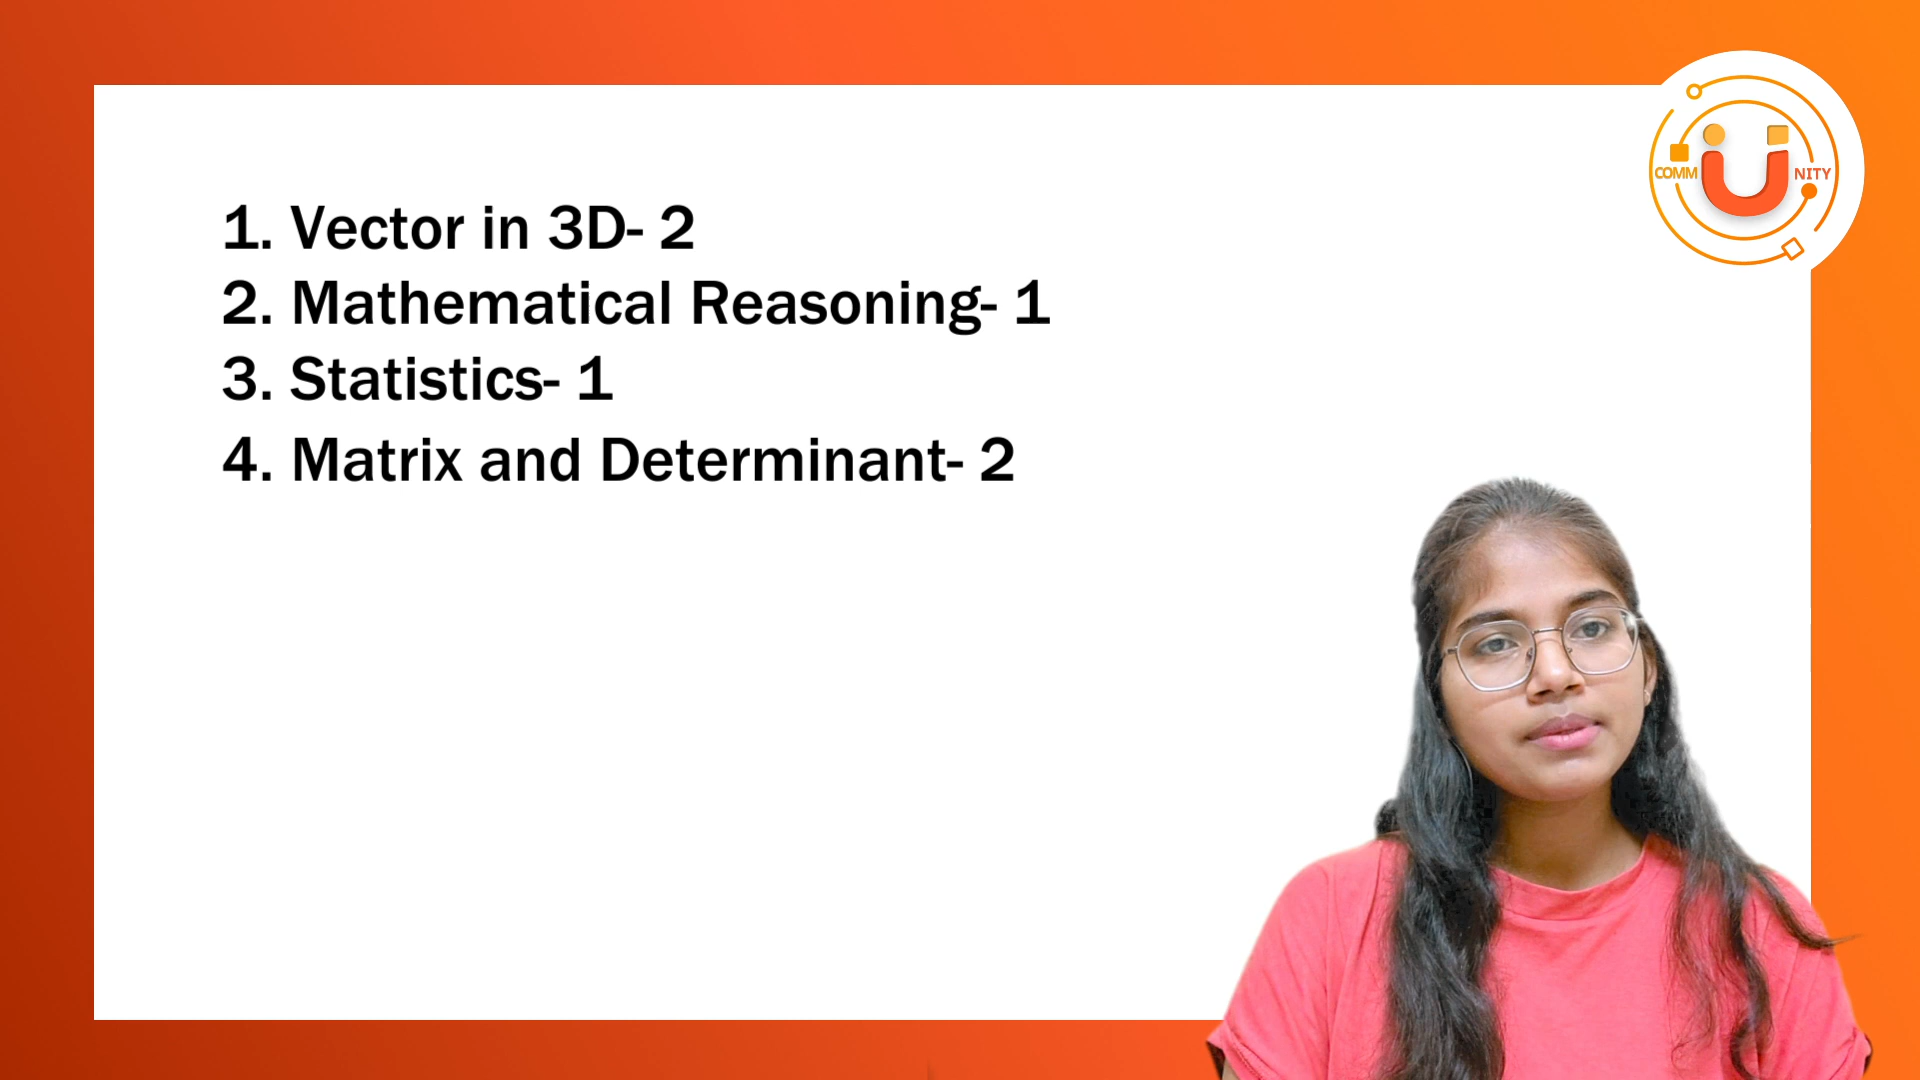 COMM U NITY
1. Vector in 3D- 2
2. Mathematical Reasoning- 1
3. Statistics- 1
4. Matrix and Determinant- 2